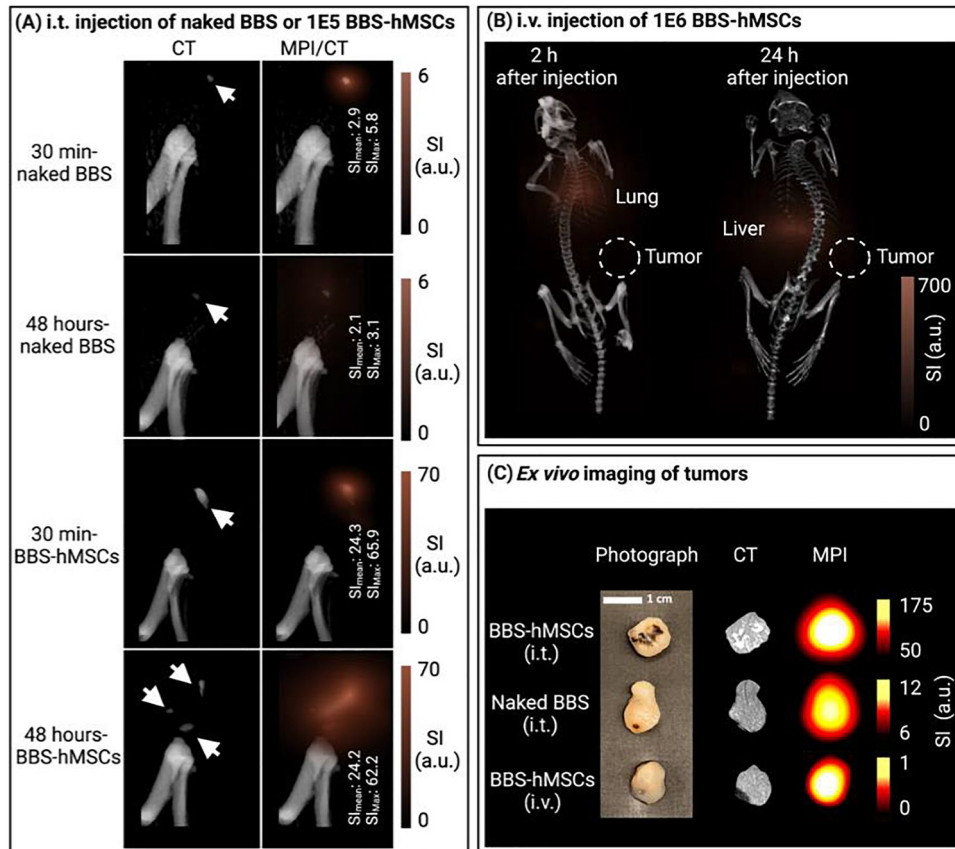 (A) i.t. injection of naked BBS or 1E5 BBS-hMSCs
CT
MPI/CT
30 min-
naked BBS
SImean: 2.9
SIMax: 5.8
6
SI
(a.u.)
0
48 hours-
naked BBS
SImean: 2.1
SIMax: 3.1
6
SI
(a.u.)
0
30 min-
BBS-hMSCs
SImean: 24.3
SIMax: 65.9
70
SI
(a.u.)
0
48 hours-
BBS-hMSCs
SImean: 24.2
SIMax: 62.2
70
SI
(a.u.)
0
(B) i.v. injection of 1E6 BBS-hMSCs
2 h
after injection
24 h
after injection
Lung
Liver
Tumor
Tumor
700
SI (a.u.)
0
(C) Ex vivo imaging of tumors
Photograph
CT
MPI
1 cm
BBS-hMSCs
(i.t.)
175
50
Naked BBS
(i.t.)
12
6
SI (a.u.)
BBS-hMSCs
(i.v.)
1
0